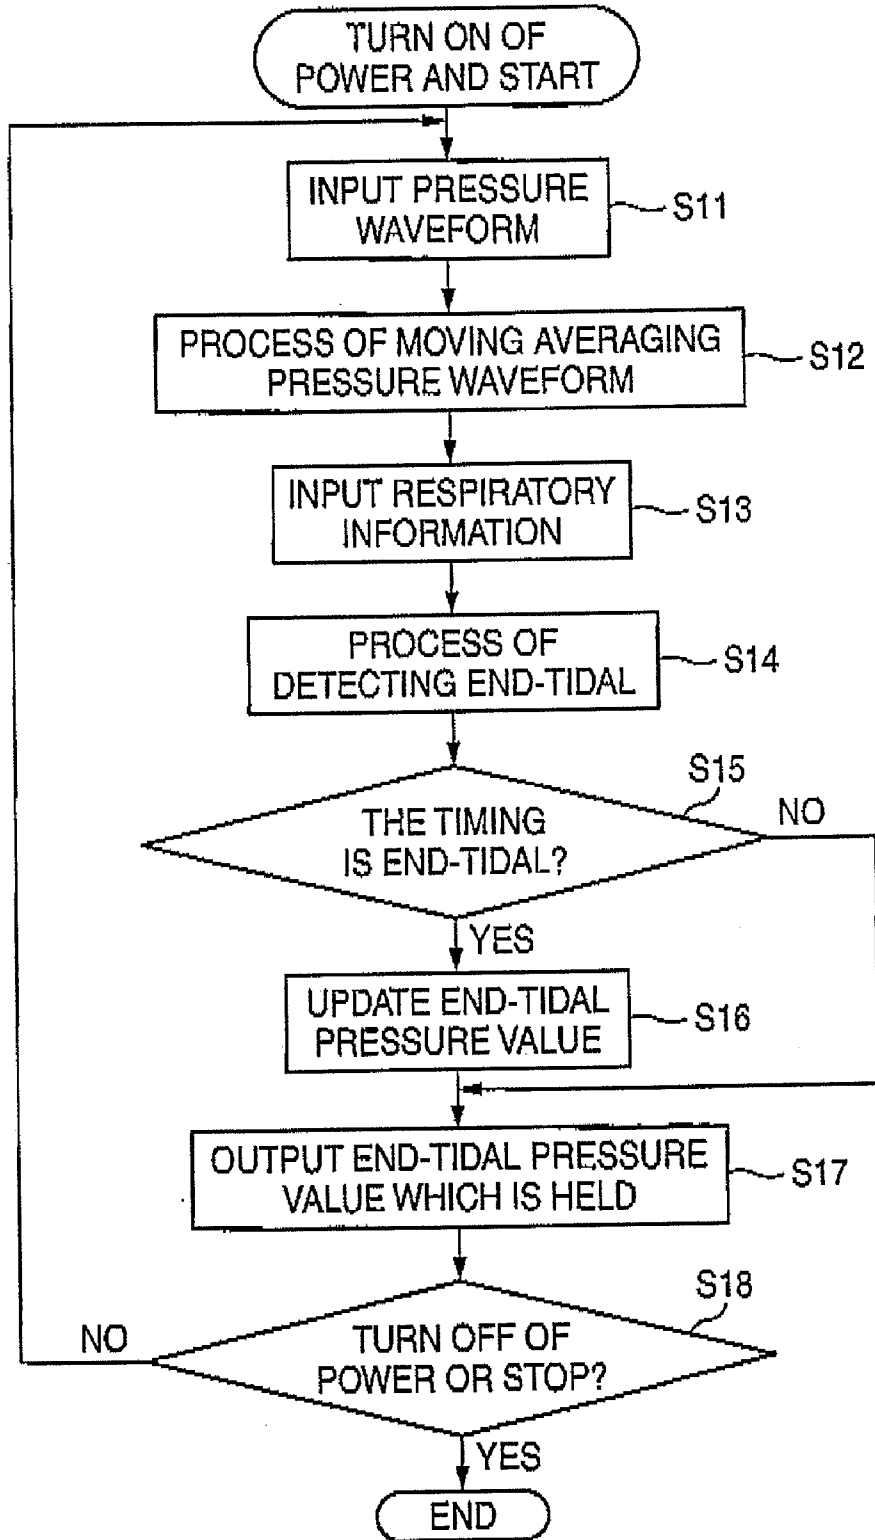 TURN ON OF
POWER AND START
INPUT PRESSURE
WAVEFORM
S11
PROCESS OF MOVING AVERAGING
PRESSURE WAVEFORM
S12
INPUT RESPIRATORY
INFORMATION
S13
PROCESS OF
DETECTING END-TIDAL
S14
S15
THE TIMING
IS END-TIDAL?
NO
YES
UPDATE END-TIDAL
PRESSURE VALUE
S16
OUTPUT END-TIDAL PRESSURE
VALUE WHICH IS HELD
S17
S18
NO
TURN OFF OF
POWER OR STOP?
YES
END